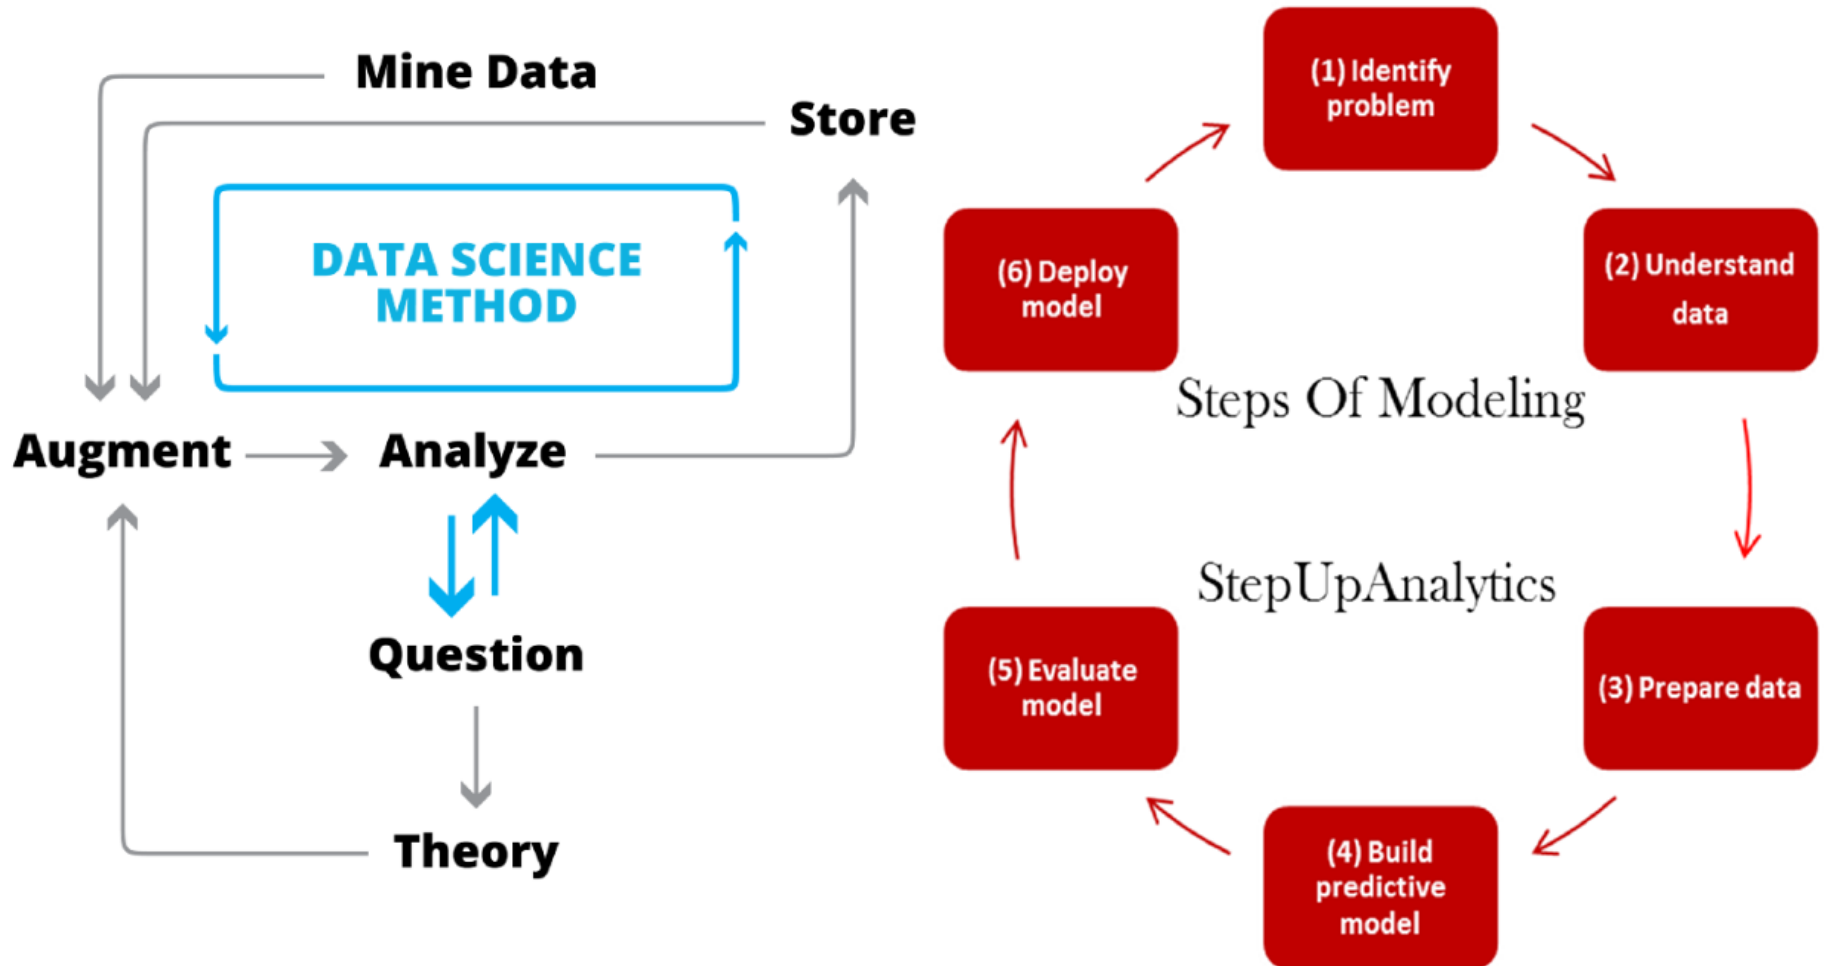 Mine Data
Store
DATA SCIENCE
METHOD
Augment
Analyze
Question
Theory
(1) Identify
problem
(2) Understand
data
(3) Prepare data
(4) Build
predictive
model
(5) Evaluate
model
(6) Deploy
model
Steps Of Modeling
StepUpAnalytics